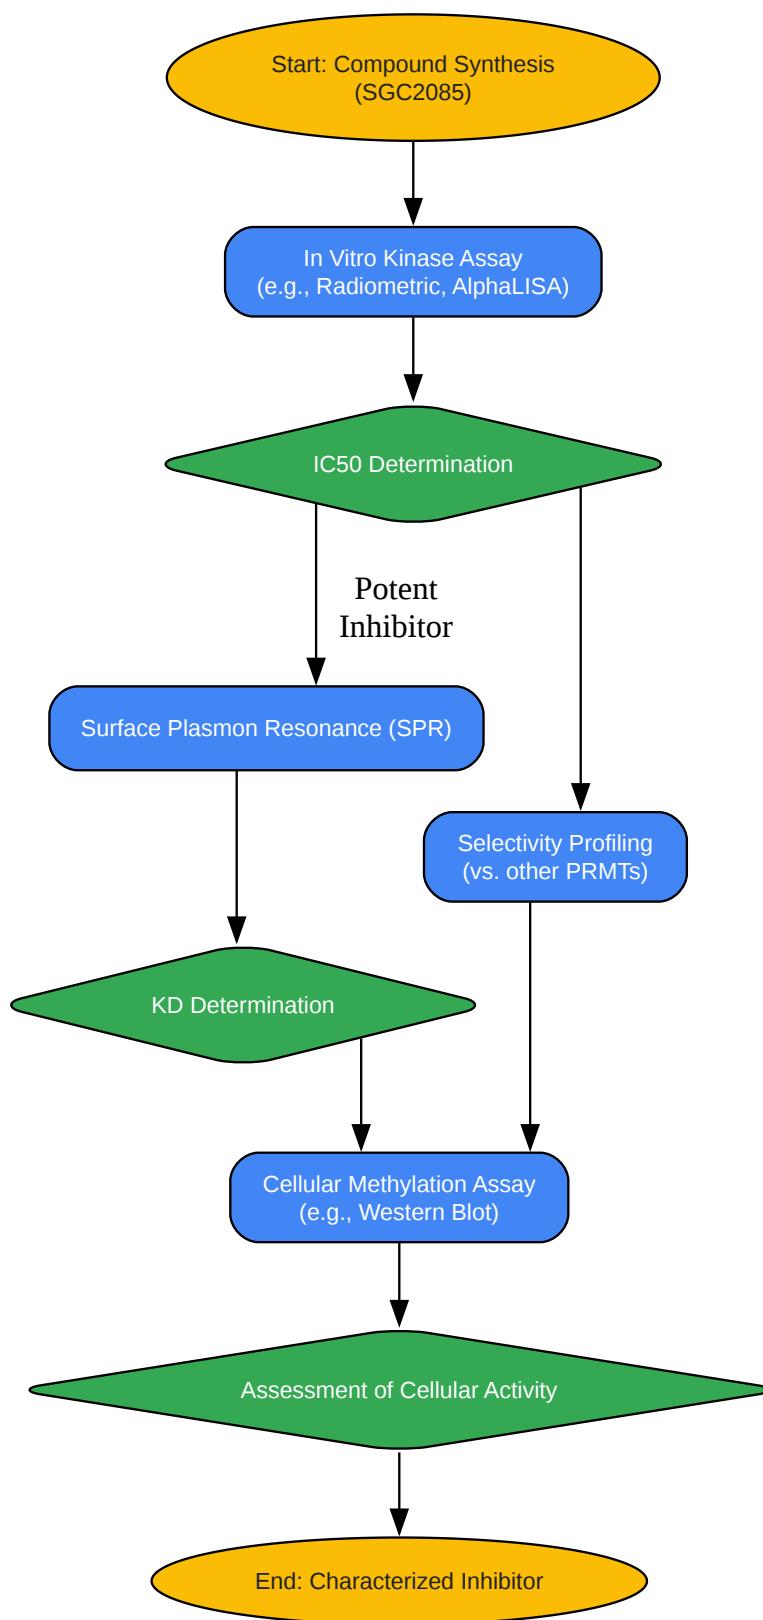 Start: Compound Synthesis
(SGC2085)
In Vitro Kinase Assay
(e.g., Radiometric, AlphaLISA)
IC50 Determination
Potent
Inhibitor
Surface Plasmon Resonance (SPR)
Selectivity Profiling
(vs. other PRMTs)
KD Determination
Cellular Methylation Assay
(e.g., Western Blot)
Assessment of Cellular Activity
End: Characterized Inhibitor